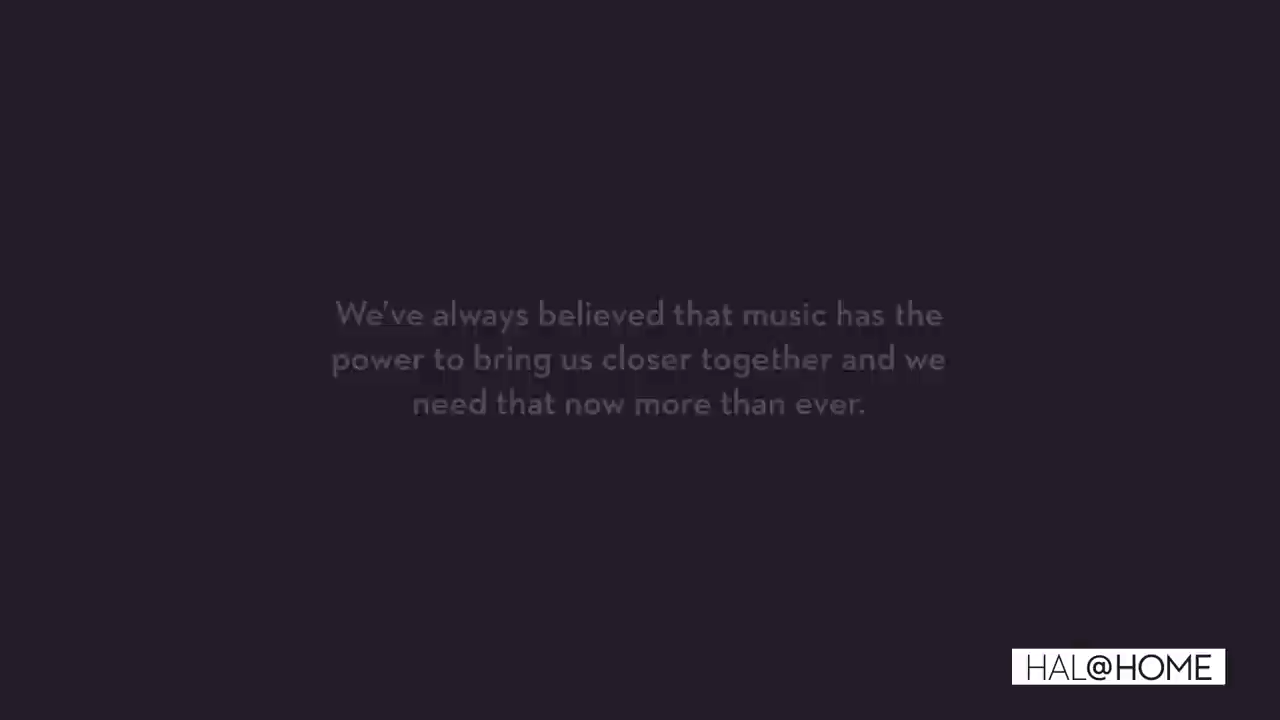 We've always believed that music has the
power to bring us closer together and we
need that now more than ever.
HAL@HOME